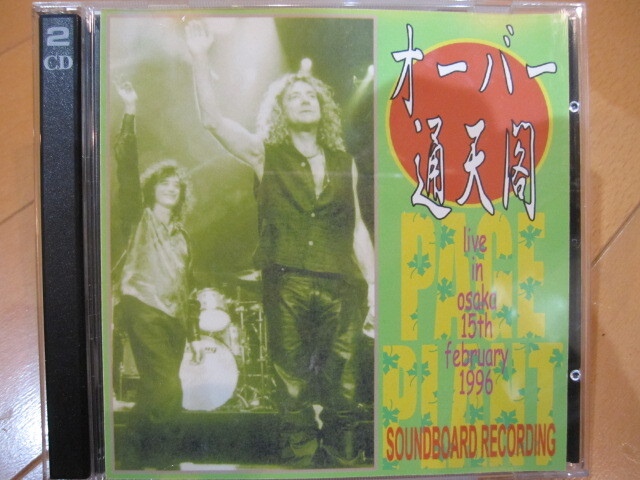 2
CD
オーバー
通天閣
PAGE
PLANT
live
in
osaka
15th
february
1996
SOUNDBOARD RECORDING